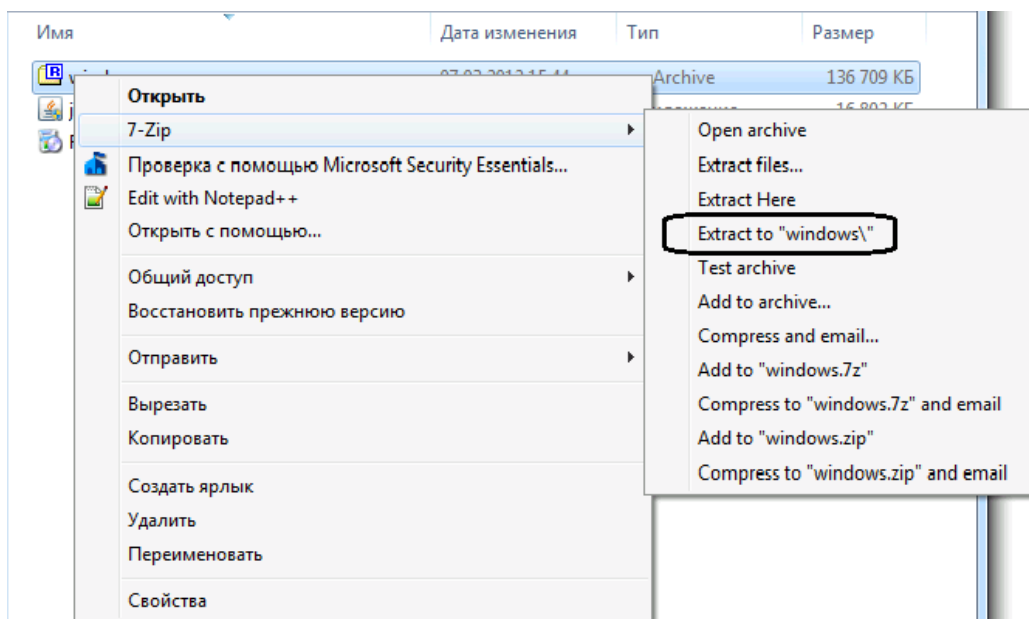 Имя Дата изменения Тип Размер
Archive 136 709 КБ
Открыть
7-Zip
Проверка с помощью Microsoft Security Essentials...
Edit with Notepad++
Открыть с помощью...
Общий доступ
Восстановить прежнюю версию
Отправить
Вырезать
Копировать
Создать ярлык
Удалить
Переименовать
Свойства
Open archive
Extract files...
Extract Here
Extract to "windows\"
Test archive
Add to archive...
Compress and email...
Add to "windows.7z"
Compress to "windows.7z" and email
Add to "windows.zip"
Compress to "windows.zip" and email